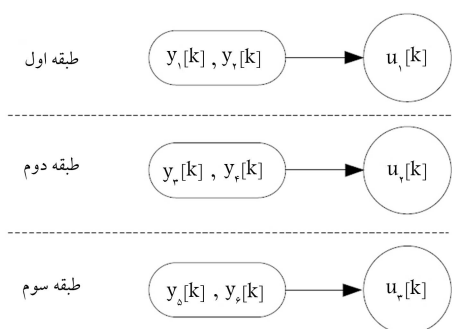 طبقه اول y۱[k] , y۲[k] u۱[k]
طبقه دوم y۳[k] , y۴[k] u۲[k]
طبقه سوم y۵[k] , y۶[k] u۳[k]